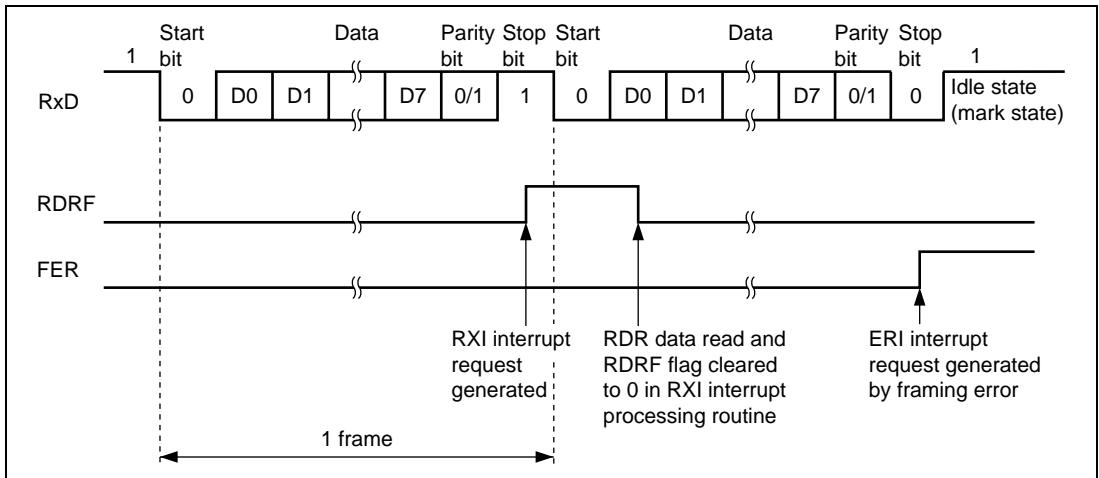 Start Data Parity Stop Start Data Parity Stop
1 bit bit bit bit bit bit 1
RxD 0 D0 D1 D7 0/1 1 0 D0 D1 D7 0/1 0 Idle state
(mark state)
RDRF
FER
RXI interrupt
request
generated
RDR data read and
RDRF flag cleared
to 0 in RXI interrupt
processing routine
ERI interrupt
request generated
by framing error
1 frame